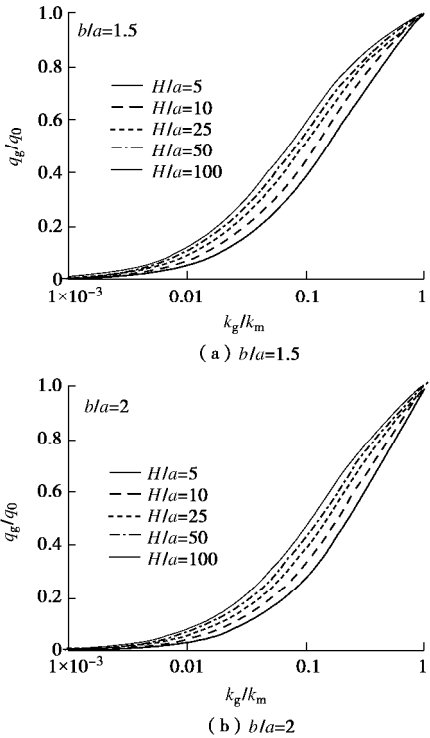 b/a=1.5
H/a=5
H/a=10
H/a=25
H/a=50
H/a=100
1.0
0.8
0.6
0.4
0.2
0
q_g/q_0
1×10⁻³ 0.01 0.1 1
k_g/k_m
(a) b/a=1.5
b/a=2
H/a=5
H/a=10
H/a=25
H/a=50
H/a=100
1.0
0.8
0.6
0.4
0.2
0
q_g/q_0
1×10⁻³ 0.01 0.1 1
k_g/k_m
(b) b/a=2